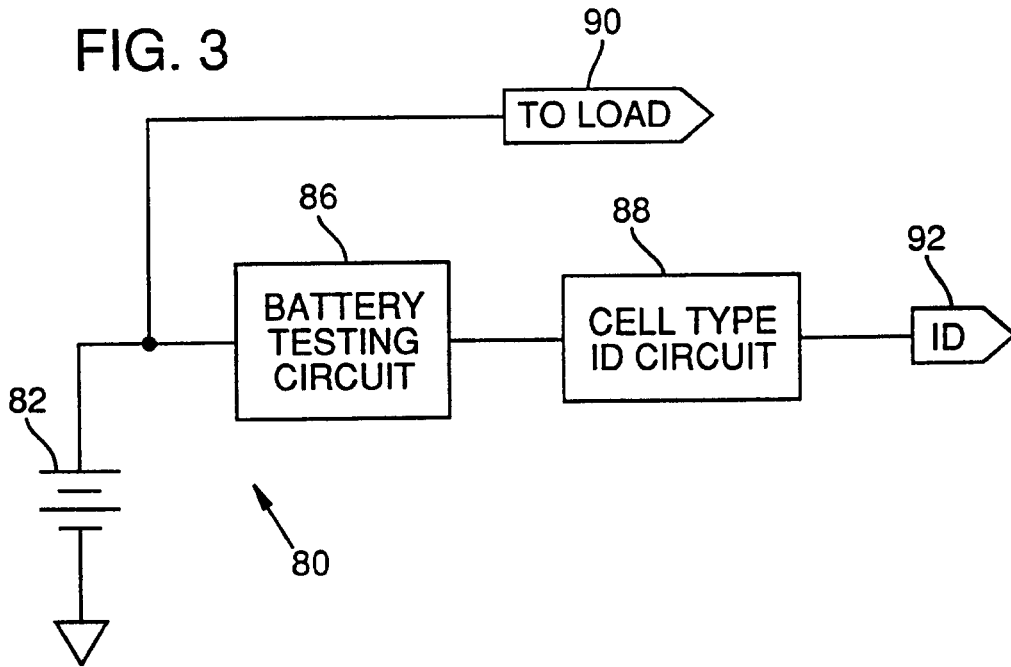 FIG. 3
90
TO LOAD
86
88
92
BATTERY
TESTING
CIRCUIT
CELL TYPE
ID CIRCUIT
ID
82
80